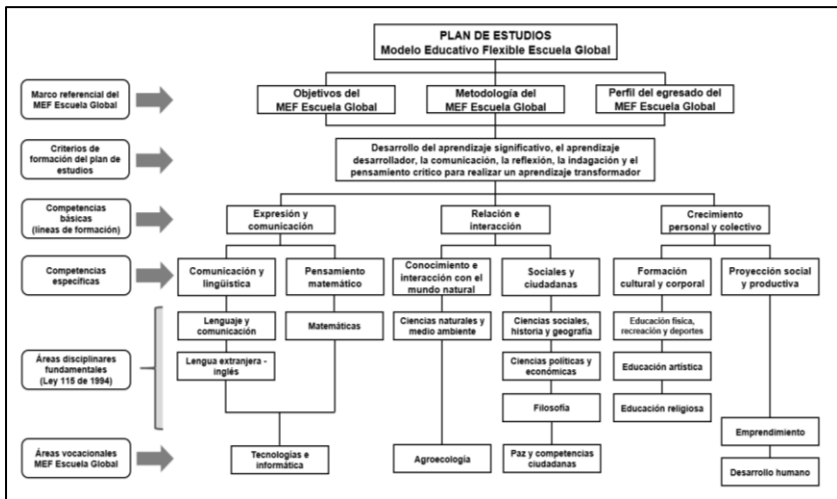 PLAN DE ESTUDIOS
Modelo Educativo Flexible Escuela Global
Marco referencial del
MEF Escuela Global
Objetivos del
MEF Escuela Global
Metodología del
MEF Escuela Global
Perfil del egresado del
MEF Escuela Global
Criterios de
formación del plan de
estudios
Desarrollo del aprendizaje significativo, el aprendizaje
desarrollador, la comunicación, la reflexión, la indagación y el
pensamiento crítico para realizar un aprendizaje transformador
Competencias
básicas
(líneas de formación)
Expresión y
comunicación
Relación e
interacción
Crecimiento
personal y colectivo
Competencias
específicas
Comunicación y
lingüística
Pensamiento
matemático
Conocimiento e
interacción con el
mundo natural
Sociales y
ciudadanas
Formación
cultural y corporal
Proyección social
y productiva
Áreas disciplinares
fundamentales
(Ley 115 de 1994)
Lenguaje y
comunicación
Matemáticas
Ciencias naturales y
medio ambiente
Ciencias sociales,
historia y geografía
Educación física,
recreación y deportes
Lengua extranjera -
inglés
Ciencias políticas y
económicas
Educación artística
Filosofía
Educación religiosa
Áreas vocacionales
MEF Escuela Global
Tecnologías e
informática
Agroecología
Paz y competencias
ciudadanas
Emprendimiento
Desarrollo humano